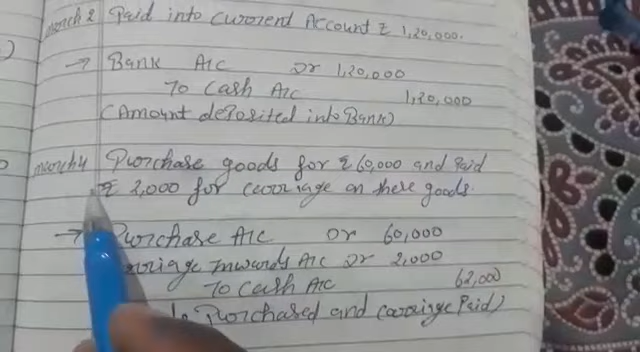 march 2 Paid into current Account ₹ 1,20,000.
→ Bank A/C Dr 1,20,000
To Cash A/C 1,20,000
(Amount deposited into Bank)
march 4 Purchase goods for ₹ 60,000 and Paid
₹ 2,000 for carriage on these goods.
→ Purchase A/C Dr 60,000
inwards A/C Dr 2,000
To Cash A/C 62,000
Purchased and carriage Paid)